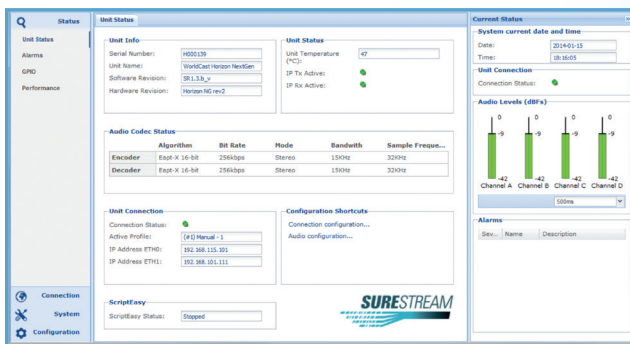 Status
Unit Status
Alarms
GPIO
Performance
Connection
System
Configuration
Unit Status
Unit Info
Serial Number: H000139
Unit Name: WorldCast Horizon NextGen
Software Revision: SR1.3.b_v
Hardware Revision: Horizon NG rev2
Unit Status
Unit Temperature (°C): 47
IP Tx Active:
IP Rx Active:
Audio Codec Status
Algorithm Bit Rate Mode Bandwith Sample Freque...
Encoder Eapt-X 16-bit 256kbps Stereo 15KHz 32KHz
Decoder Eapt-X 16-bit 256kbps Stereo 15KHz 32KHz
Unit Connection
Connection Status:
Active Profile: (#1) Manual - 1
IP Address ETH0: 192.168.115.101
IP Address ETH1: 192.168.101.111
Configuration Shortcuts
Connection configuration...
Audio configuration...
ScriptEasy
ScriptEasy Status: Stopped
SURESTREAM
Current Status
System current date and time
Date: 2014-01-15
Time: 18:16:05
Unit Connection
Connection Status:
Audio Levels (dBFs)
0 0 0 0
-9 -9 -9 -9
-42 -42 -42 -42
Channel A Channel B Channel C Channel D
500ms
Alarms
Sev... Name Description